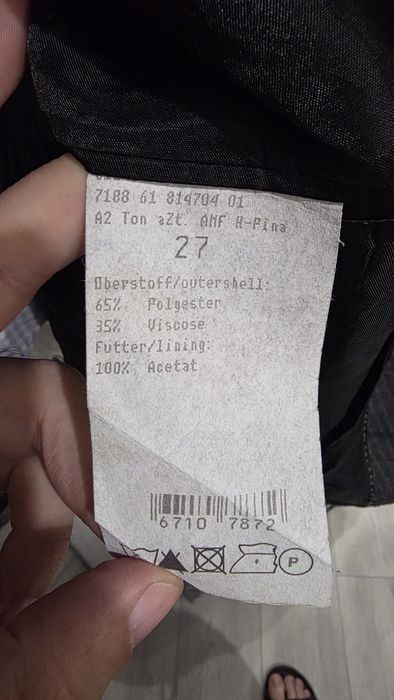 7188 61 814704 01
A2 Ton aZt. AMF H-Pina
27
Oberstoff/outershell:
65% Polyester
35% Viscose
Futter/lining:
100% Acetat
6710 7872
P